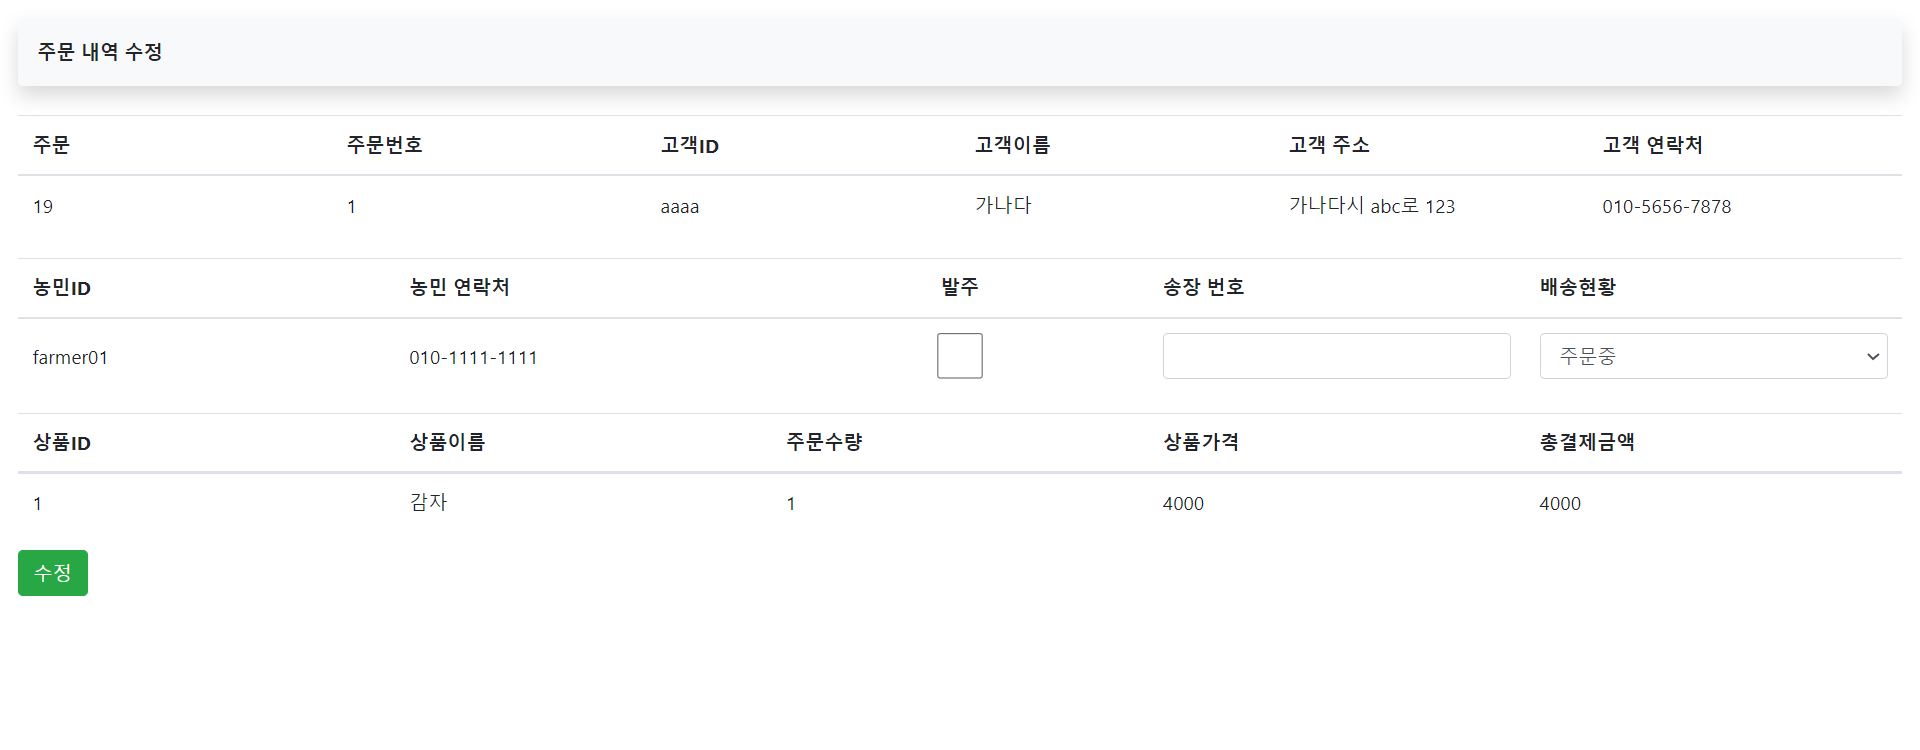 주문 내역 수정
주문 주문번호 고객ID 고객이름 고객 주소 고객 연락처
19 1 aaaa 가나다 가나다시 abc로 123 010-5656-7878
농민ID 농민 연락처 발주 송장 번호 배송현황
farmer01 010-1111-1111 주문중
상품ID 상품이름 주문수량 상품가격 총결제금액
1 감자 1 4000 4000
수정